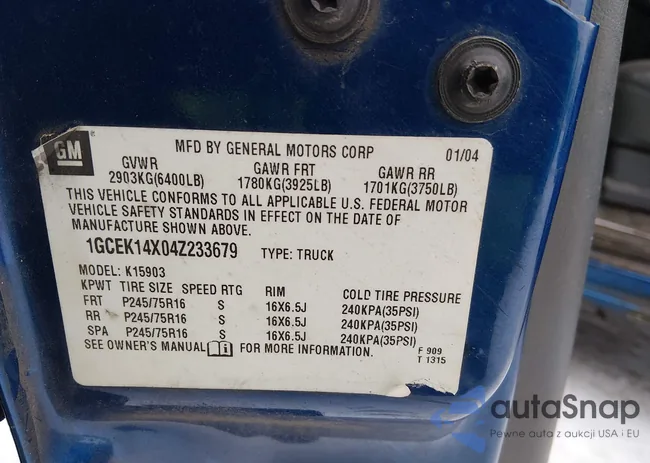 GM
MFD BY GENERAL MOTORS CORP 01/04
GVWR GAWR FRT GAWR RR
2903KG(6400LB) 1780KG(3925LB) 1701KG(3750LB)
THIS VEHICLE CONFORMS TO ALL APPLICABLE U.S. FEDERAL MOTOR
VEHICLE SAFETY STANDARDS IN EFFECT ON THE DATE OF
MANUFACTURE SHOWN ABOVE.
1GCEK14X04Z233679 TYPE: TRUCK
MODEL: K15903
KPWT TIRE SIZE SPEED RTG RIM COLD TIRE PRESSURE
FRT P245/75R16 S 16X6.5J 240KPA(35PSI)
RR P245/75R16 S 16X6.5J 240KPA(35PSI)
SPA P245/75R16 S 16X6.5J 240KPA(35PSI)
SEE OWNER'S MANUAL FOR MORE INFORMATION.
F 909
T 1315
autaSnap
Pewne auta z aukcji USA i EU